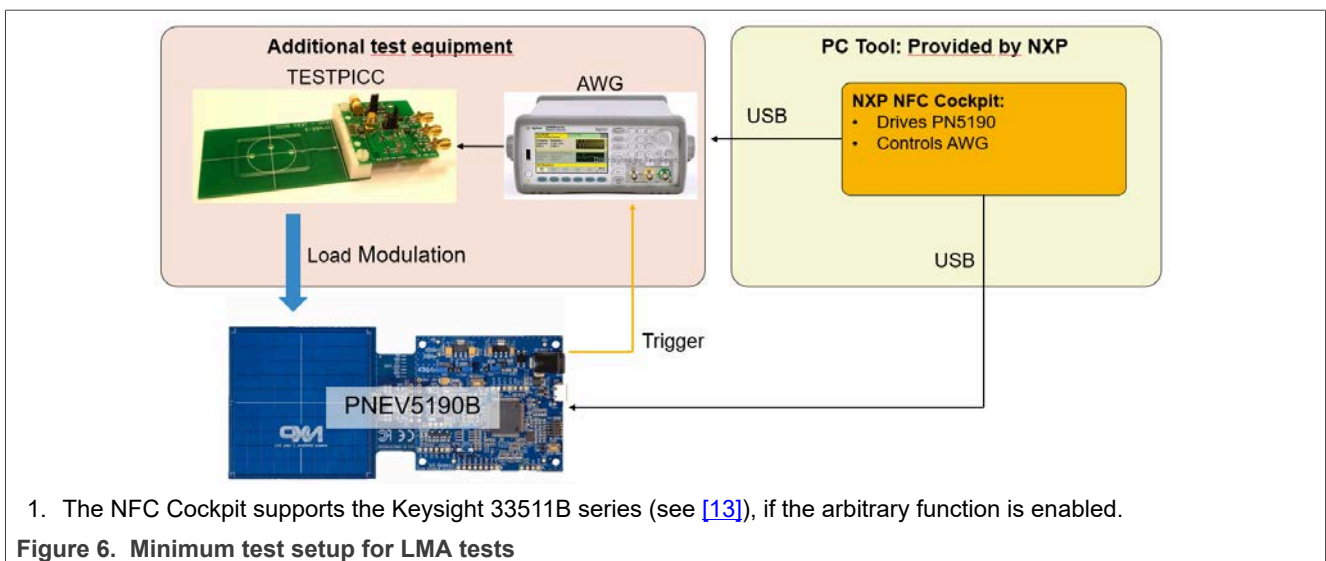 Additional test equipment
TESTPICC
AWG
PC Tool: Provided by NXP
USB
NXP NFC Cockpit:
• Drives PN5190
• Controls AWG
Load Modulation
USB
Trigger
PNEV5190B
NXP
1. The NFC Cockpit supports the Keysight 33511B series (see [13]), if the arbitrary function is enabled.
Figure 6. Minimum test setup for LMA tests